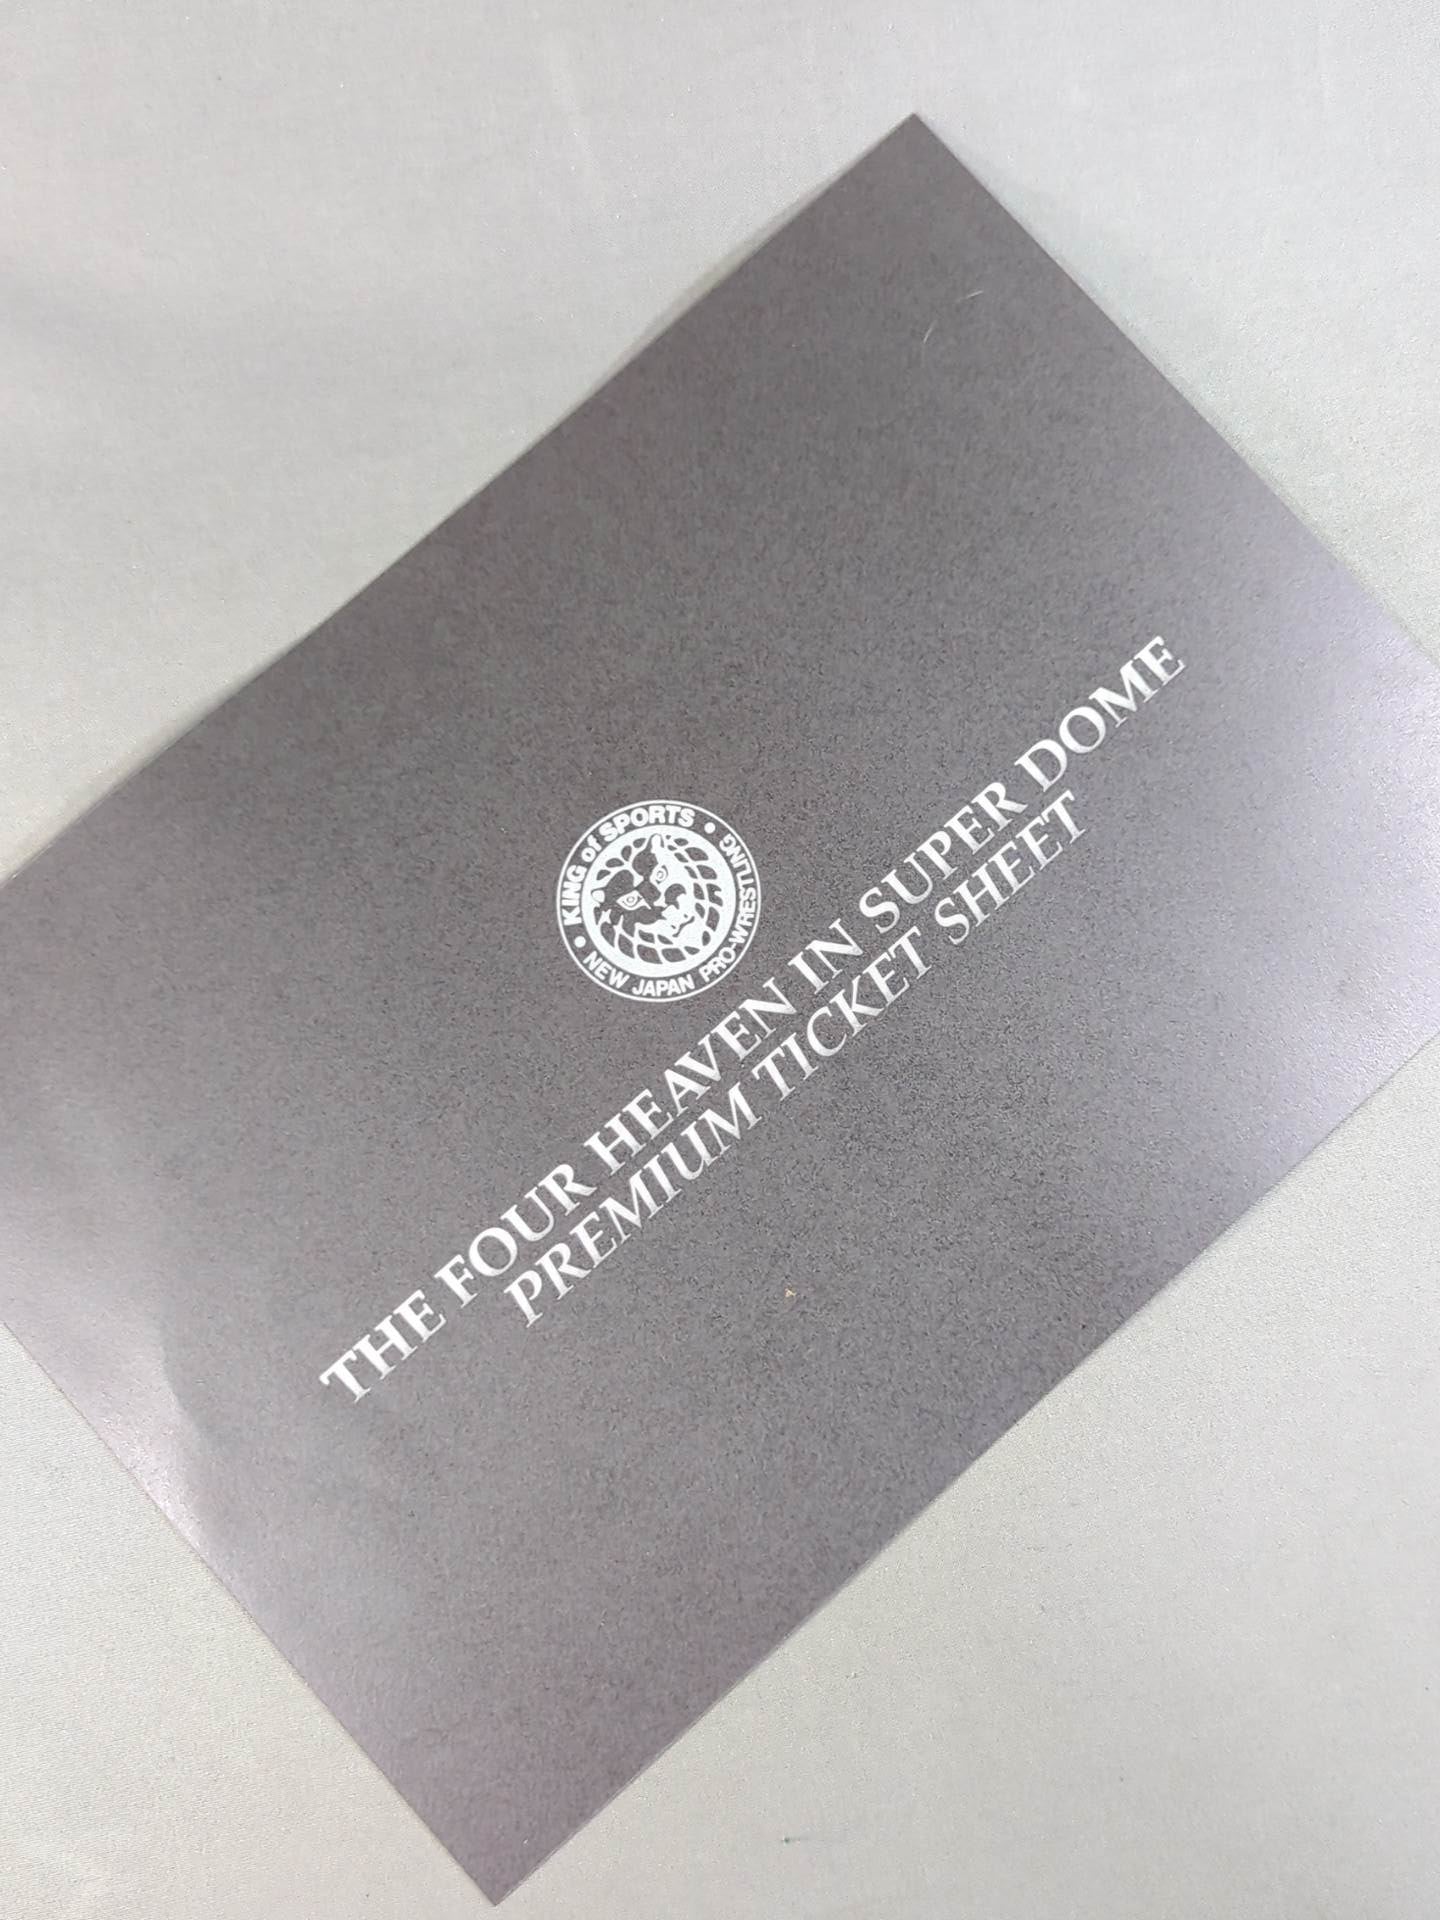 KING of SPORTS
NEW JAPAN PRO-WRESTLING
THE FOUR HEAVEN IN SUPER DOME
PREMIUM TICKET SHEET